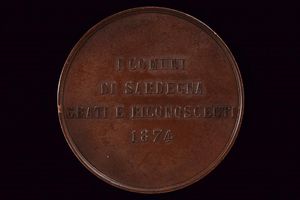 I COMUNI
DI SARDEGNA
GRATI E RICONOSCENTI
1874